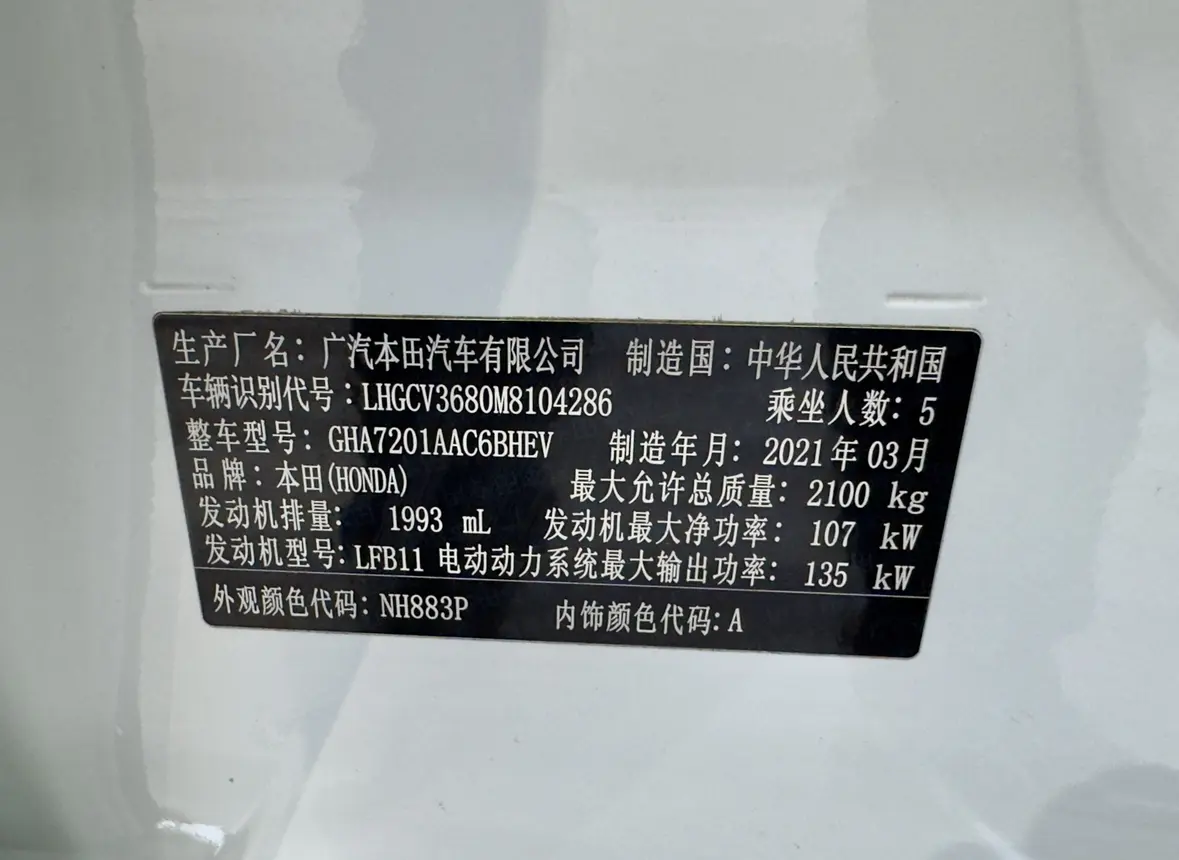 生产厂名：广汽本田汽车有限公司 制造国：中华人民共和国
车辆识别代号：LHGCV3680M8104286 乘坐人数：5
整车型号：GHA7201AAC6BHEV 制造年月：2021年03月
品牌：本田(HONDA) 最大允许总质量：2100 kg
发动机排量： 1993 mL 发动机最大净功率： 107 kW
发动机型号：LFB11 电动动力系统最大输出功率： 135 kW
外观颜色代码：NH883P 内饰颜色代码：A